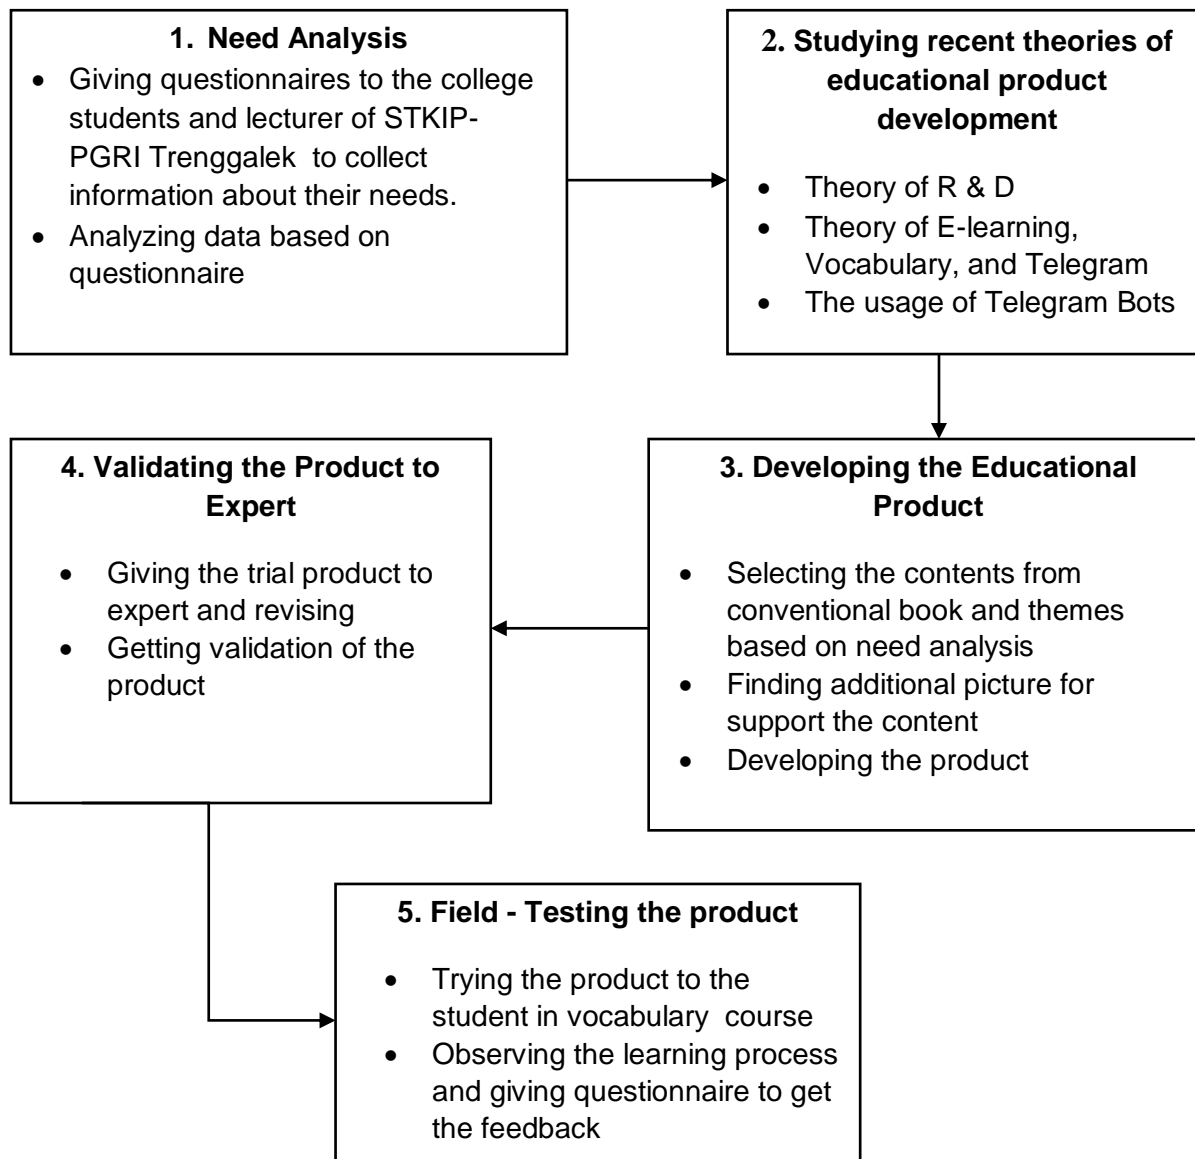 1. Need Analysis
• Giving questionnaires to the college
students and lecturer of STKIP-
PGRI Trenggalek to collect
information about their needs.
• Analyzing data based on
questionnaire
2. Studying recent theories of
educational product
development
• Theory of R & D
• Theory of E-learning,
Vocabulary, and Telegram
• The usage of Telegram Bots
3. Developing the Educational
Product
• Selecting the contents from
conventional book and themes
based on need analysis
• Finding additional picture for
support the content
• Developing the product
4. Validating the Product to
Expert
• Giving the trial product to
expert and revising
• Getting validation of the
product
5. Field - Testing the product
• Trying the product to the
student in vocabulary course
• Observing the learning process
and giving questionnaire to get
the feedback